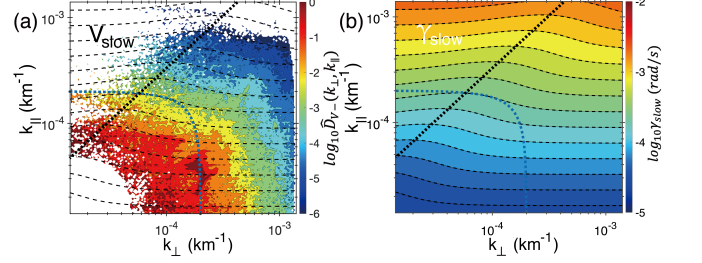 (a)
V_slow
10^-3
10^-4
k_∥ (km^-1)
10^-4
10^-3
k_⊥ (km^-1)
0
-1
-2
-3
-4
-5
-6
log_10 D̂_V−(k_⊥, k_∥)
(b)
γ_slow
10^-3
10^-4
k_∥ (km^-1)
10^-4
10^-3
k_⊥ (km^-1)
-2
-3
-4
-5
log_10 γ_slow (rad/s)